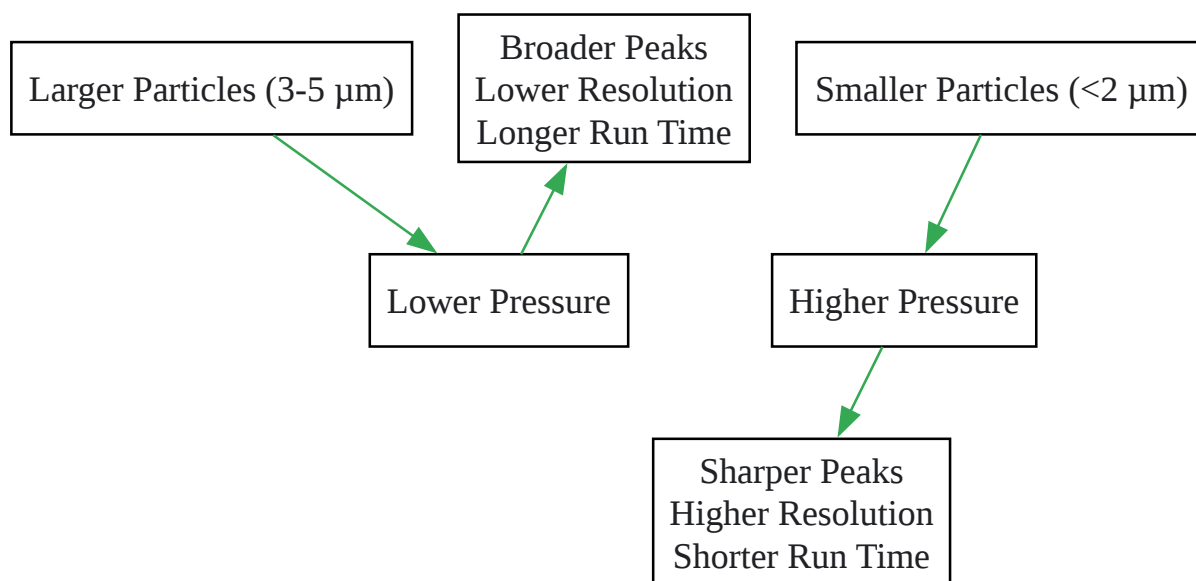 Larger Particles (3-5 µm)
Broader Peaks
Lower Resolution
Longer Run Time
Smaller Particles (<2 µm)
Lower Pressure
Higher Pressure
Sharper Peaks
Higher Resolution
Shorter Run Time